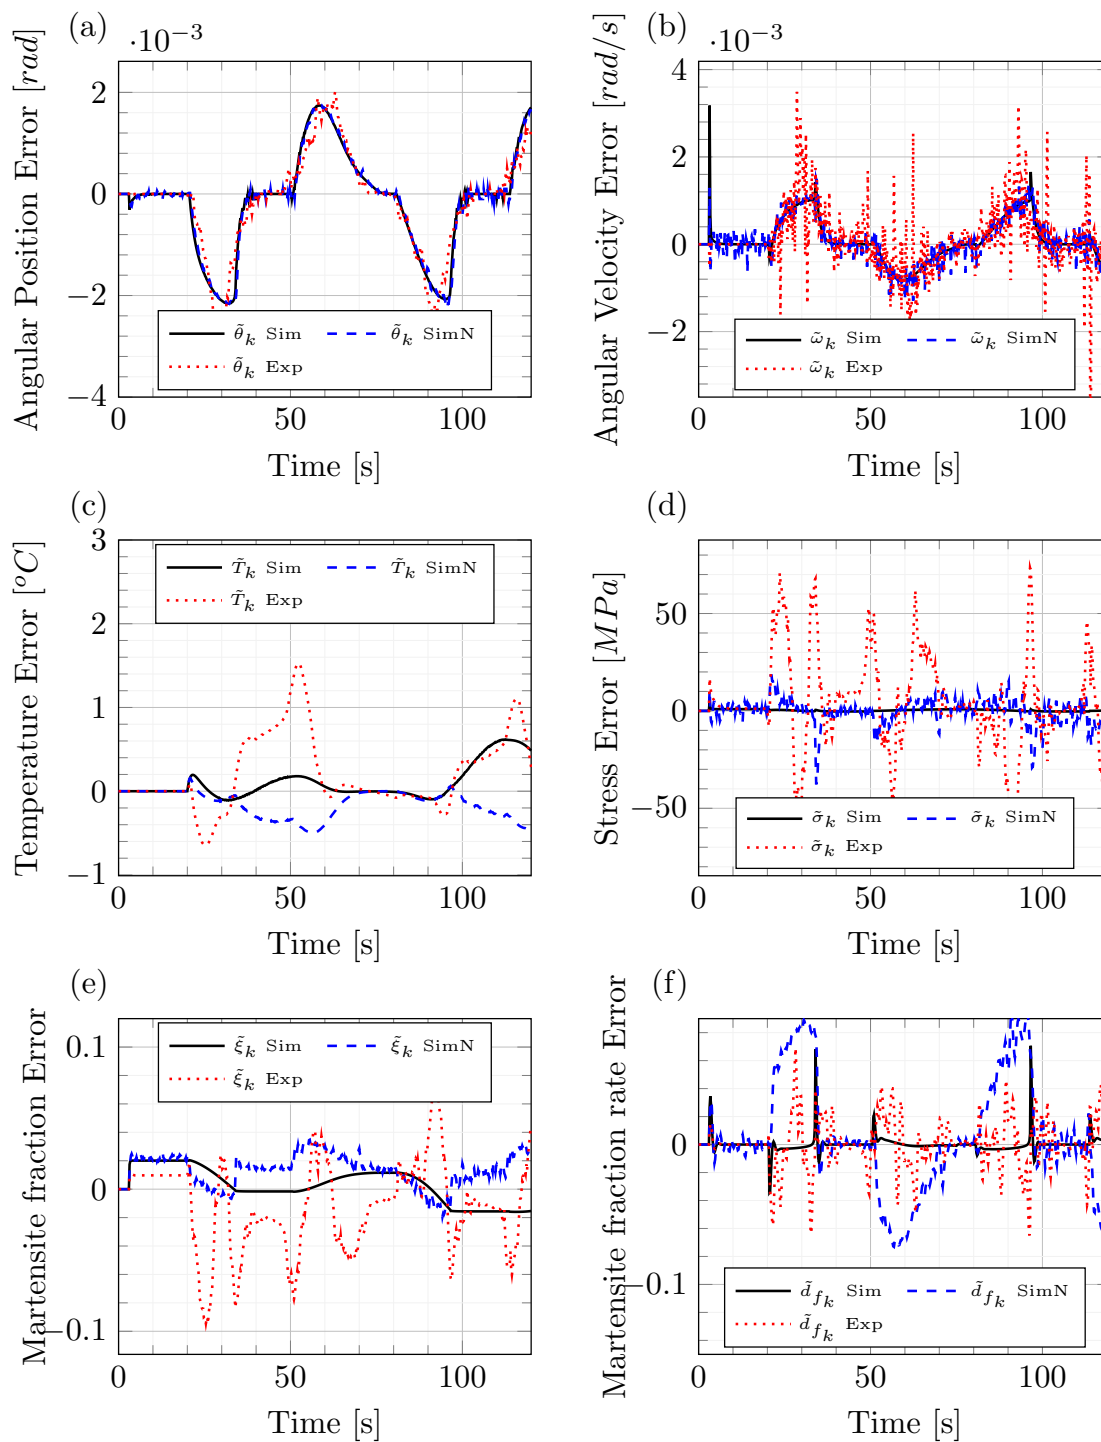 (a)
·10⁻³
Angular Position Error [rad]
2
0
−2
−4
θ̃ₖ Sim
θ̃ₖ SimN
θ̃ₖ Exp
0
50
100
Time [s]
(b)
·10⁻³
Angular Velocity Error [rad/s]
4
2
0
−2
ω̃ₖ Sim
ω̃ₖ SimN
ω̃ₖ Exp
0
50
100
Time [s]
(c)
Temperature Error [°C]
3
2
1
0
−1
T̃ₖ Sim
T̃ₖ SimN
T̃ₖ Exp
0
50
100
Time [s]
(d)
Stress Error [MPa]
50
0
−50
σ̃ₖ Sim
σ̃ₖ SimN
σ̃ₖ Exp
0
50
100
Time [s]
(e)
Martensite fraction Error
0.1
0
−0.1
ξ̃ₖ Sim
ξ̃ₖ SimN
ξ̃ₖ Exp
0
50
100
Time [s]
(f)
Martensite fraction rate Error
0
−0.1
d̃_fₖ Sim
d̃_fₖ SimN
d̃_fₖ Exp
0
50
100
Time [s]